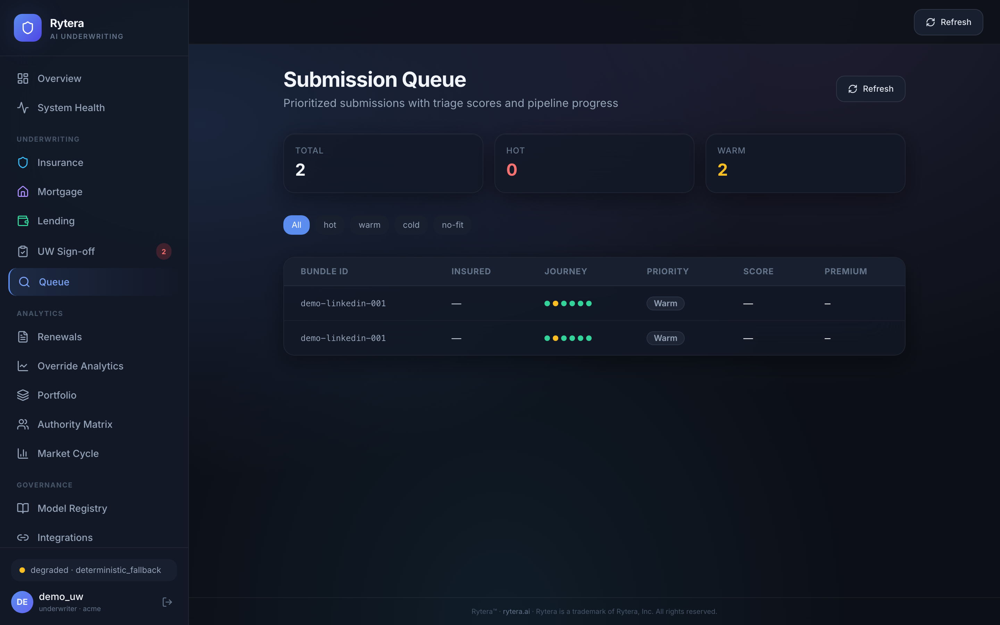 Rytera
AI UNDERWRITING
Overview
System Health
UNDERWRITING
Insurance
Mortgage
Lending
UW Sign-off 2
Queue
ANALYTICS
Renewals
Override Analytics
Portfolio
Authority Matrix
Market Cycle
GOVERNANCE
Model Registry
Integrations
degraded · deterministic_fallback
DE
demo_uw
underwriter · acme
Refresh
Submission Queue
Prioritized submissions with triage scores and pipeline progress
Refresh
TOTAL
2
HOT
0
WARM
2
All hot warm cold no-fit
BUNDLE ID INSURED JOURNEY PRIORITY SCORE PREMIUM
demo-linkedin-001 — Warm — –
demo-linkedin-001 — Warm — –
Rytera™ · rytera.ai · Rytera is a trademark of Rytera, Inc. All rights reserved.